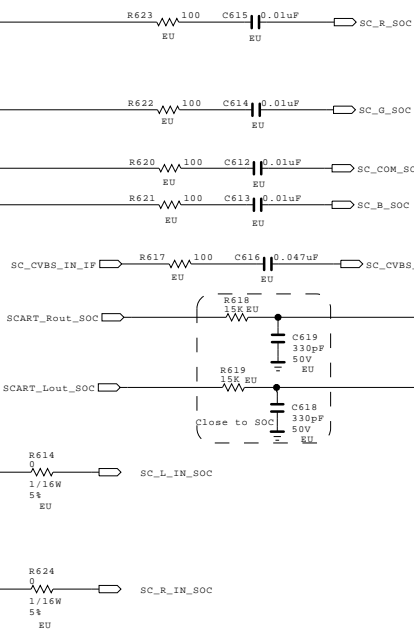 R623 100 C615 0.01uF
SC_R_SOC
EU EU
R622 100 C614 0.01uF
SC_G_SOC
EU EU
R620 100 C612 0.01uF
SC_COM_SO
EU EU
R621 100 C613 0.01uF
SC_B_SOC
EU EU
R617 100 C616 0.047uF
SC_CVBS_IN_IF SC_CVBS_
EU EU
R618
15K EU
SCART_Rout_SOC
C619
330pF
50V
EU
R619
15K EU
SCART_Lout_SOC
C618
330pF
Close to SOC
50V
EU
R614
0
SC_L_IN_SOC
1/16W
5%
EU
R624
0
SC_R_IN_SOC
1/16W
5%
EU